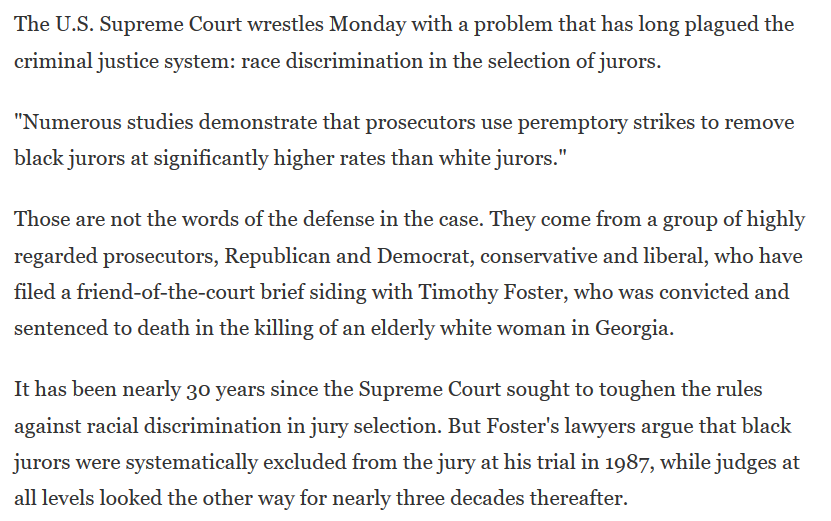 The U.S. Supreme Court wrestles Monday with a problem that has long plagued the
criminal justice system: race discrimination in the selection of jurors.
"Numerous studies demonstrate that prosecutors use peremptory strikes to remove
black jurors at significantly higher rates than white jurors."
Those are not the words of the defense in the case. They come from a group of highly
regarded prosecutors, Republican and Democrat, conservative and liberal, who have
filed a friend-of-the-court brief siding with Timothy Foster, who was convicted and
sentenced to death in the killing of an elderly white woman in Georgia.
It has been nearly 30 years since the Supreme Court sought to toughen the rules
against racial discrimination in jury selection. But Foster's lawyers argue that black
jurors were systematically excluded from the jury at his trial in 1987, while judges at
all levels looked the other way for nearly three decades thereafter.